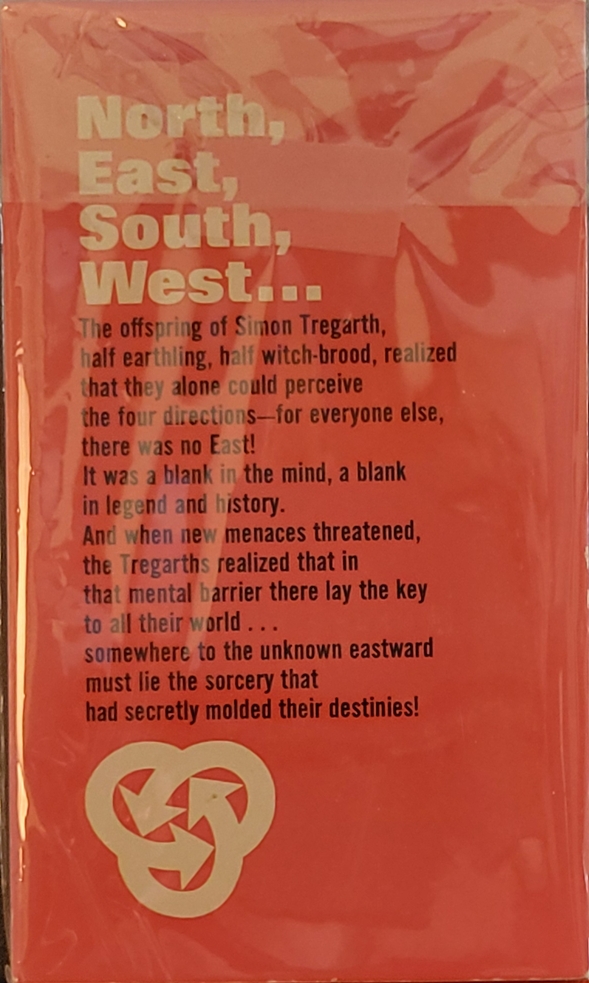 North,
East,
South,
West...
The offspring of Simon Tregarth,
half earthling, half witch-brood, realized
that they alone could perceive
the four directions—for everyone else,
there was no East!
It was a blank in the mind, a blank
in legend and history.
And when new menaces threatened,
the Tregarths realized that in
that mental barrier there lay the key
to all their world . . .
somewhere to the unknown eastward
must lie the sorcery that
had secretly molded their destinies!